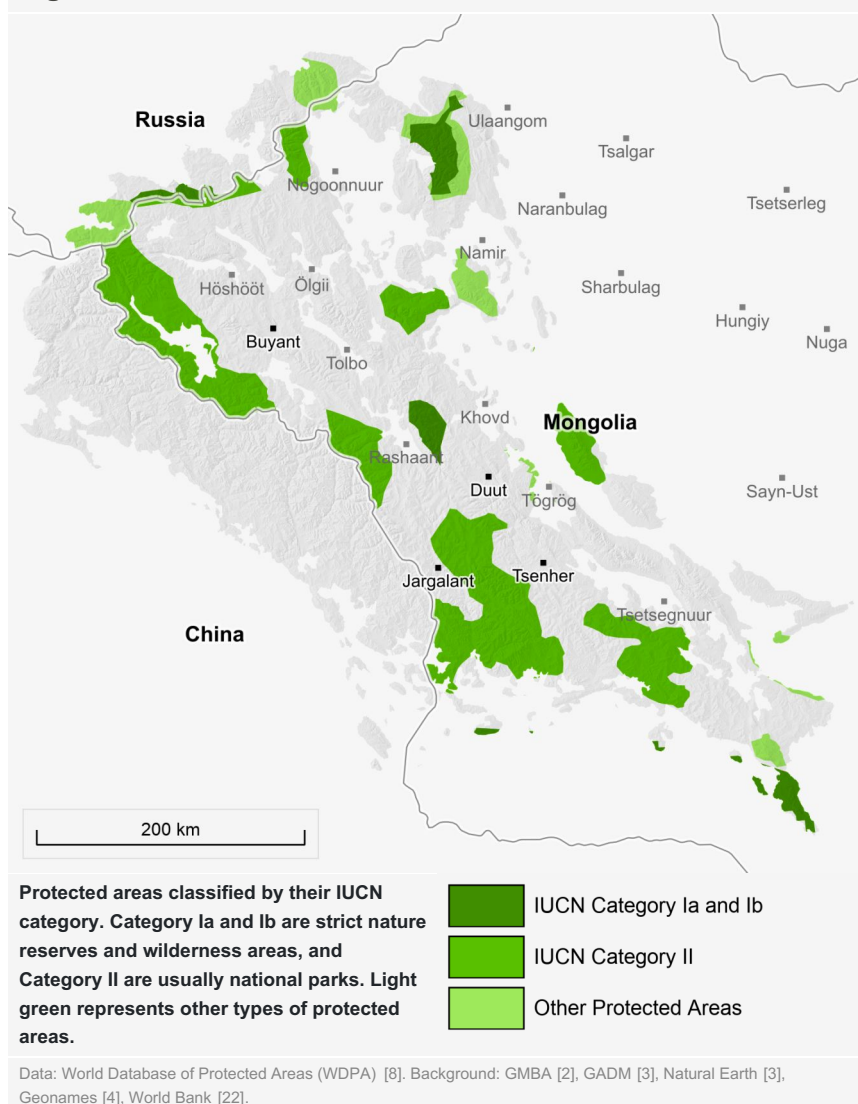 Russia
Ulaangom
Tsalgar
Nogoonnuur
Tsetserleg
Naranbulag
Namir
Höshööt
Ölgii
Sharbulag
Hungiy
Buyant
Nuga
Tolbo
Khovd
Mongolia
Rashaant
Duut
Tögrög
Sayn-Ust
Jargalant
Tsenher
Tsetsegnuur
China
200 km
Protected areas classified by their IUCN
category. Category Ia and Ib are strict nature
reserves and wilderness areas, and
Category II are usually national parks. Light
green represents other types of protected
areas.
IUCN Category Ia and Ib
IUCN Category II
Other Protected Areas
Data: World Database of Protected Areas (WDPA) [8]. Background: GMBA [2], GADM [3], Natural Earth [3],
Geonames [4], World Bank [22].